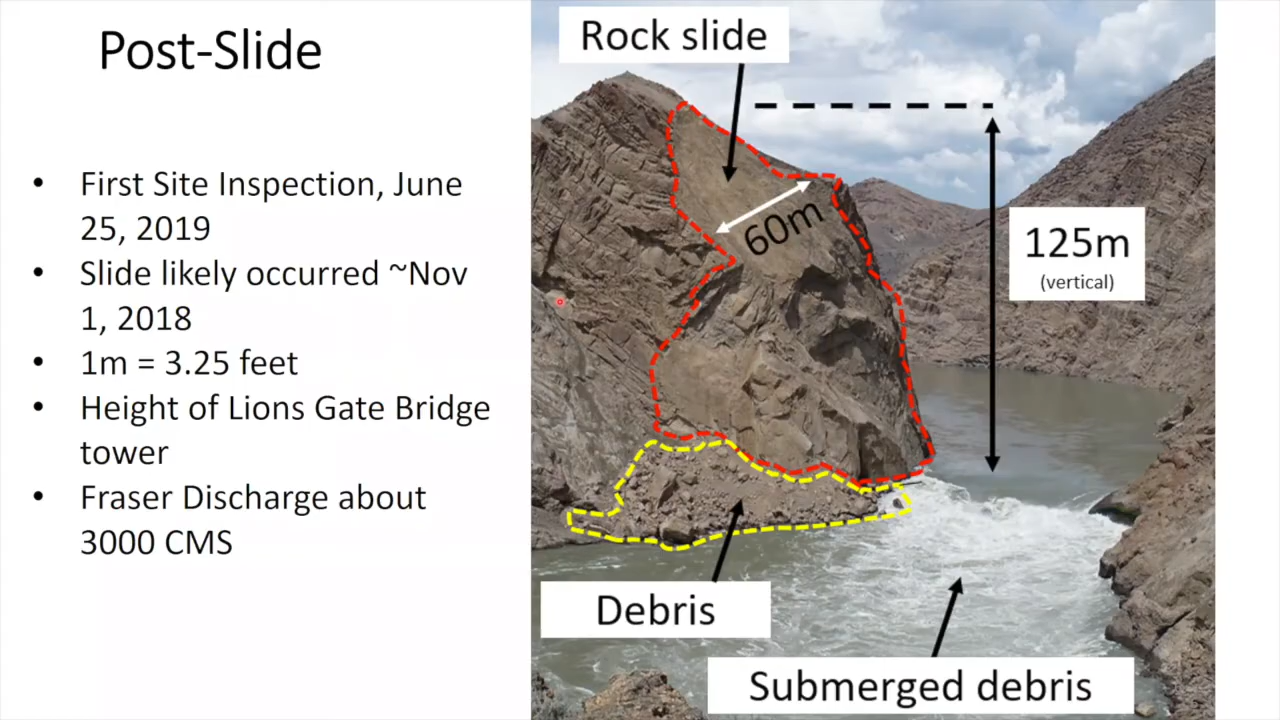 Post-Slide
• First Site Inspection, June
25, 2019
• Slide likely occurred ~Nov
1, 2018
• 1m = 3.25 feet
• Height of Lions Gate Bridge
tower
• Fraser Discharge about
3000 CMS
Rock slide
60m
125m
(vertical)
Debris
Submerged debris